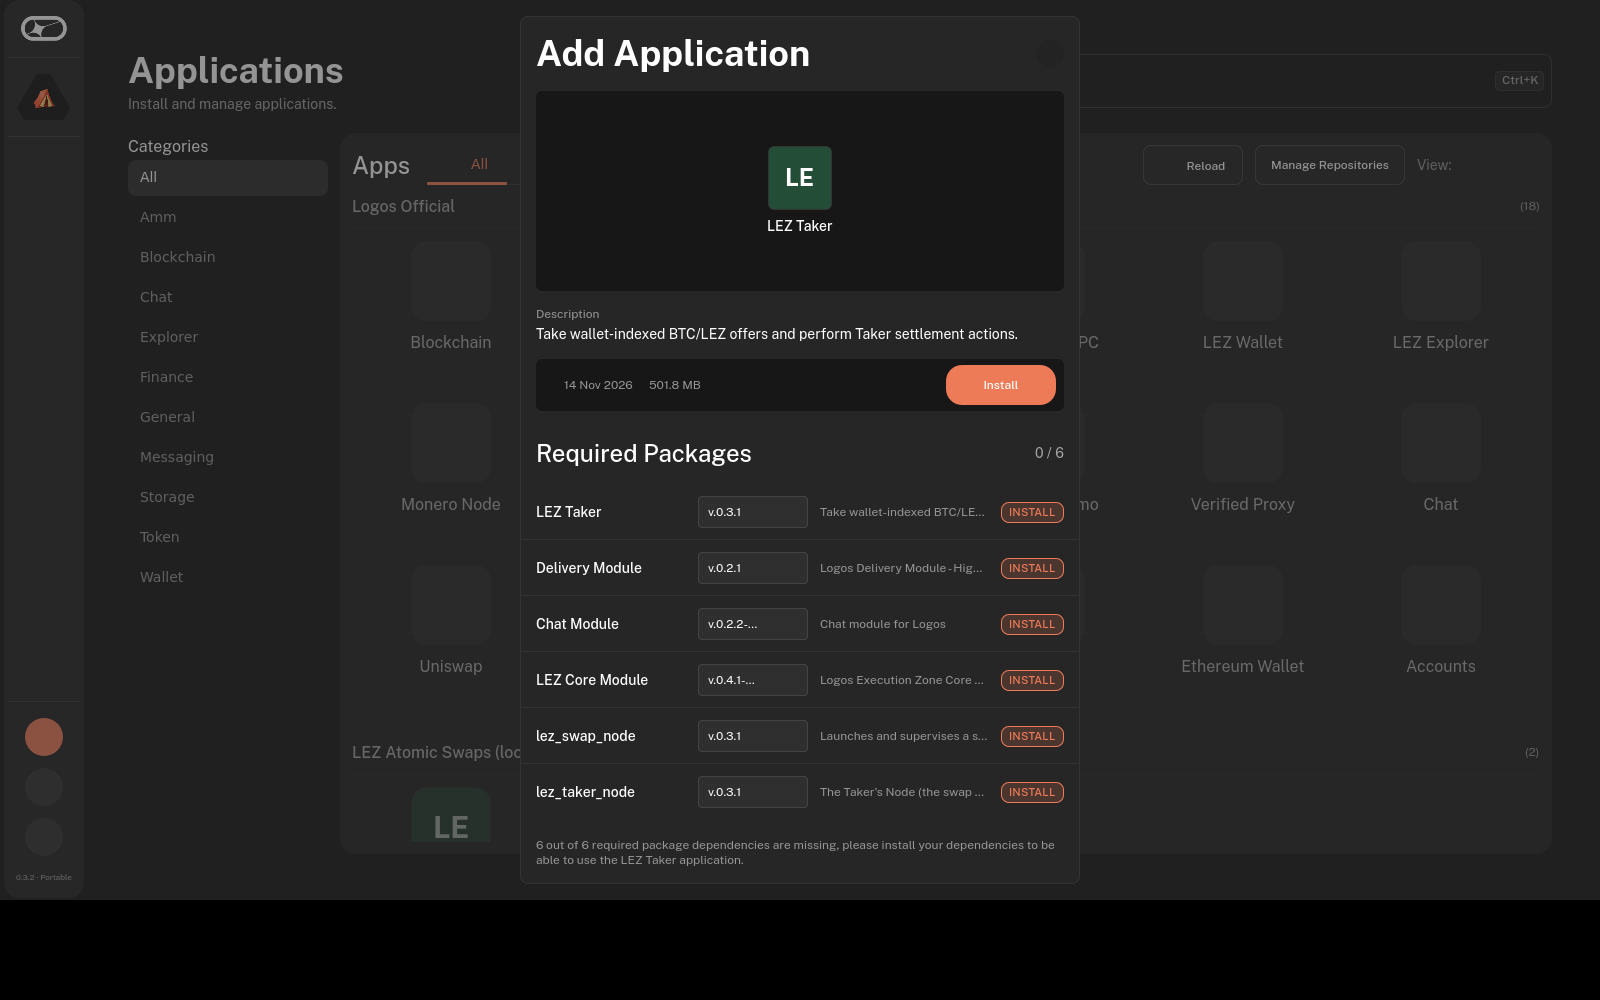 Applications
Install and manage applications.
Categories
All
Amm
Blockchain
Chat
Explorer
Finance
General
Messaging
Storage
Token
Wallet
0.3.2 - Portable
Ctrl+K
Apps
All
Reload
Manage Repositories
View:
Logos Official
(18)
Blockchain
PC
LEZ Wallet
LEZ Explorer
Monero Node
mo
Verified Proxy
Chat
Uniswap
Ethereum Wallet
Accounts
LEZ Atomic Swaps (loc
(2)
LE
Add Application
LE
LEZ Taker
Description
Take wallet-indexed BTC/LEZ offers and perform Taker settlement actions.
14 Nov 2026 501.8 MB
Install
Required Packages
0 / 6
LEZ Taker v.0.3.1 Take wallet-indexed BTC/LE... INSTALL
Delivery Module v.0.2.1 Logos Delivery Module - Hig... INSTALL
Chat Module v.0.2.2-... Chat module for Logos INSTALL
LEZ Core Module v.0.4.1-... Logos Execution Zone Core ... INSTALL
lez_swap_node v.0.3.1 Launches and supervises a s... INSTALL
lez_taker_node v.0.3.1 The Taker's Node (the swap ... INSTALL
6 out of 6 required package dependencies are missing, please install your dependencies to be
able to use the LEZ Taker application.